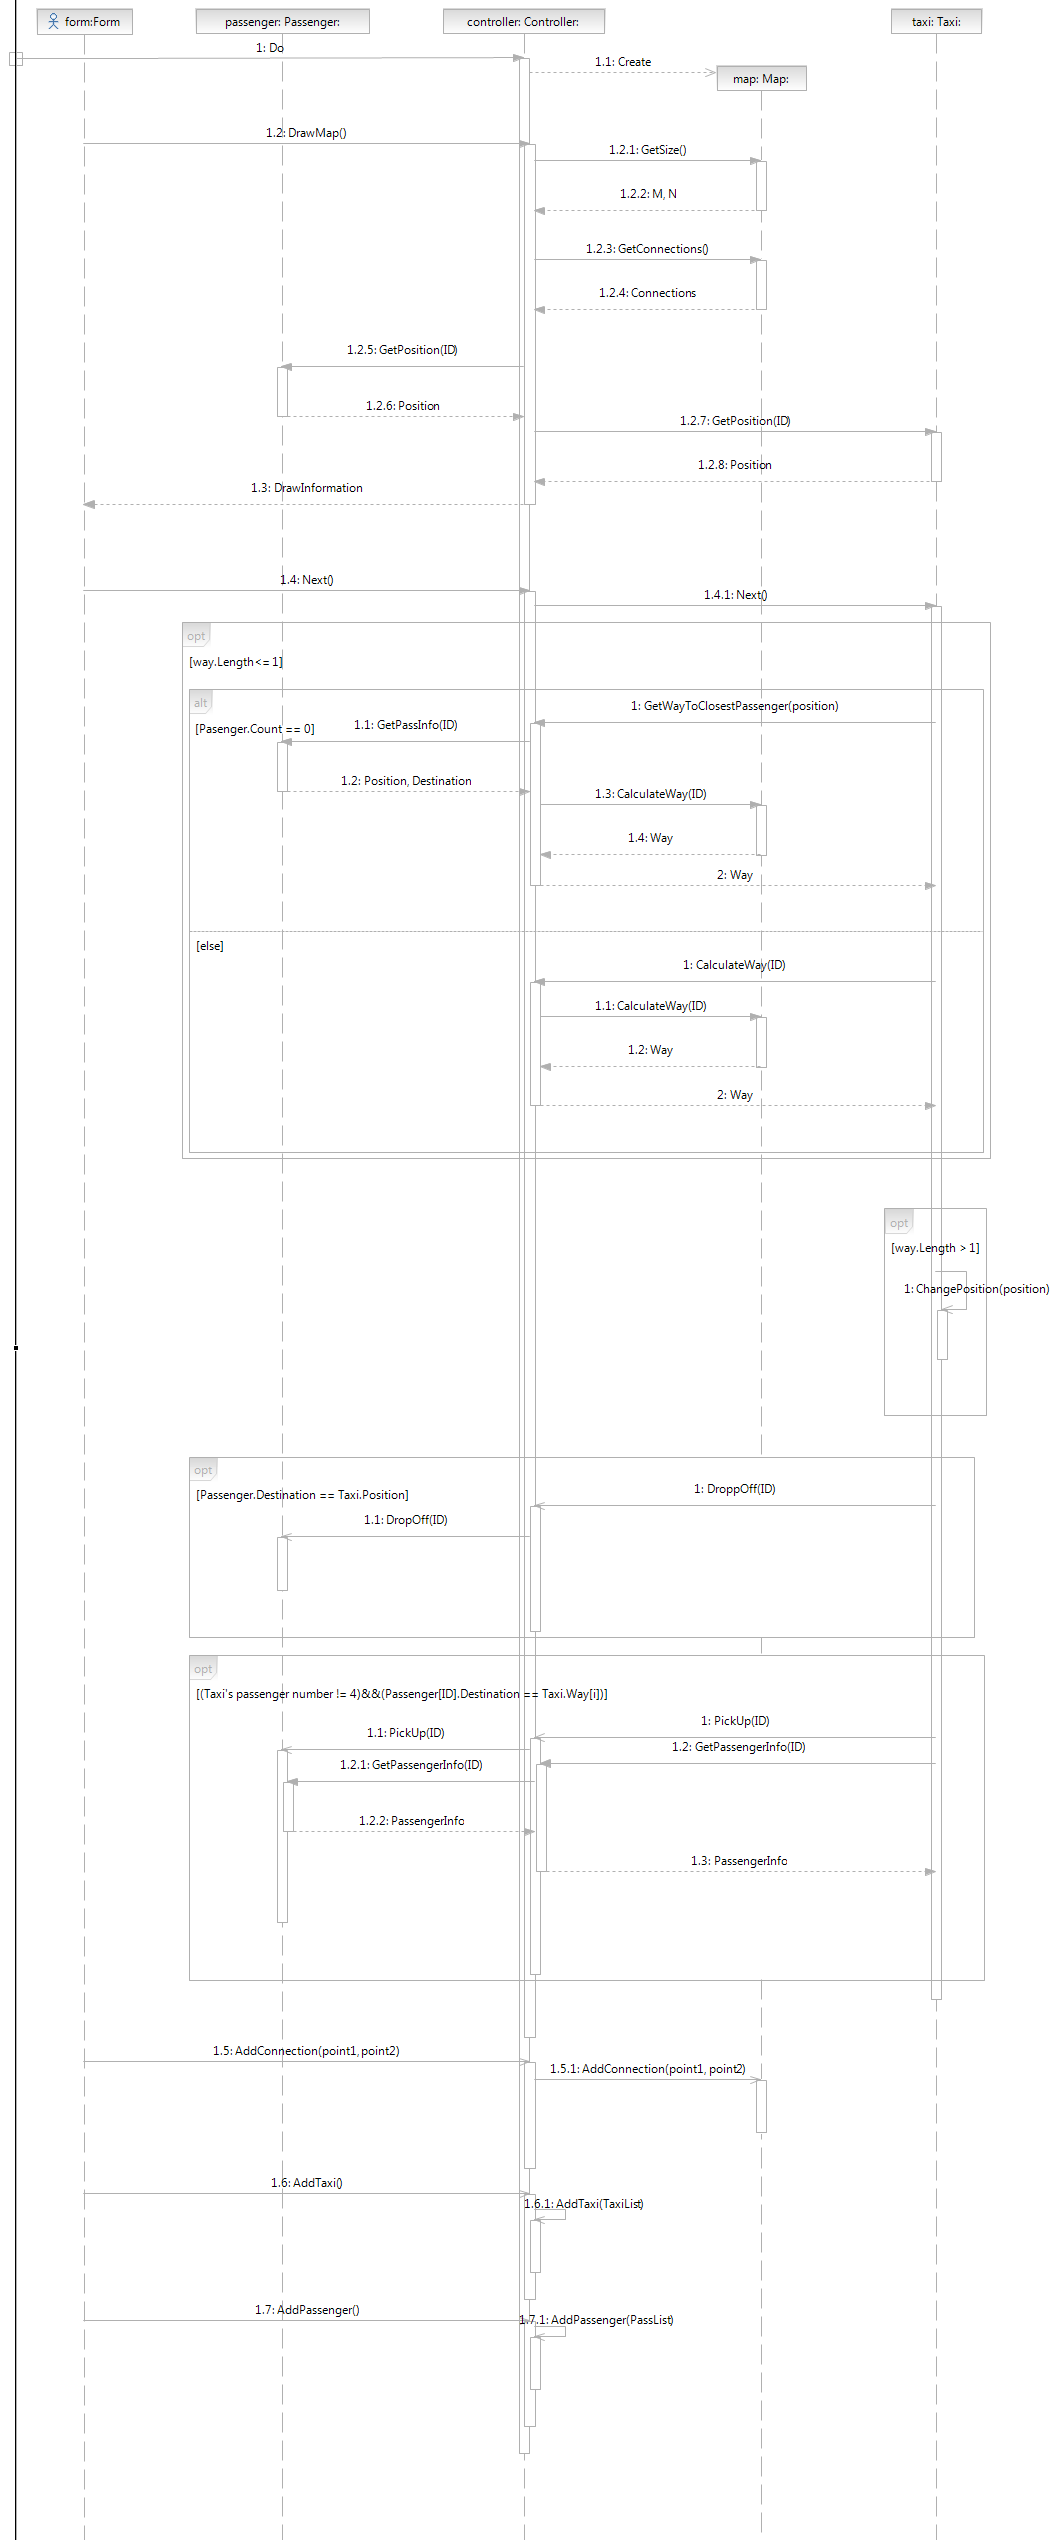 form:Form
passenger: Passenger:
controller: Controller:
taxi: Taxi:
1: Do
1.1: Create
map: Map:
1.2: DrawMap()
1.2.1: GetSize()
1.2.2: M, N
1.2.3: GetConnections()
1.2.4: Connections
1.2.5: GetPosition(ID)
1.2.6: Position
1.2.7: GetPosition(ID)
1.2.8: Position
1.3: DrawInformation
1.4: Next()
1.4.1: Next()
opt
[way.Length<= 1]
alt
1: GetWayToClosestPassenger(position)
[Pasenger.Count == 0]
1.1: GetPassInfo(ID)
1.2: Position, Destination
1.3: CalculateWay(ID)
1.4: Way
2: Way
[else]
1: CalculateWay(ID)
1.1: CalculateWay(ID)
1.2: Way
2: Way
opt
[way.Length > 1]
1: ChangePosition(position)
opt
[Passenger.Destination == Taxi.Position]
1: DroppOff(ID)
1.1: DropOff(ID)
opt
[(Taxi's passenger number != 4)&&(Passenger[ID].Destination == Taxi.Way[i])]
1: PickUp(ID)
1.1: PickUp(ID)
1.2: GetPassengerInfo(ID)
1.2.1: GetPassengerInfo(ID)
1.2.2: PassengerInfo
1.3: PassengerInfo
1.5: AddConnection(point1, point2)
1.5.1: AddConnection(point1, point2)
1.6: AddTaxi()
1.6.1: AddTaxi(TaxiList)
1.7: AddPassenger()
1.7.1: AddPassenger(PassList)